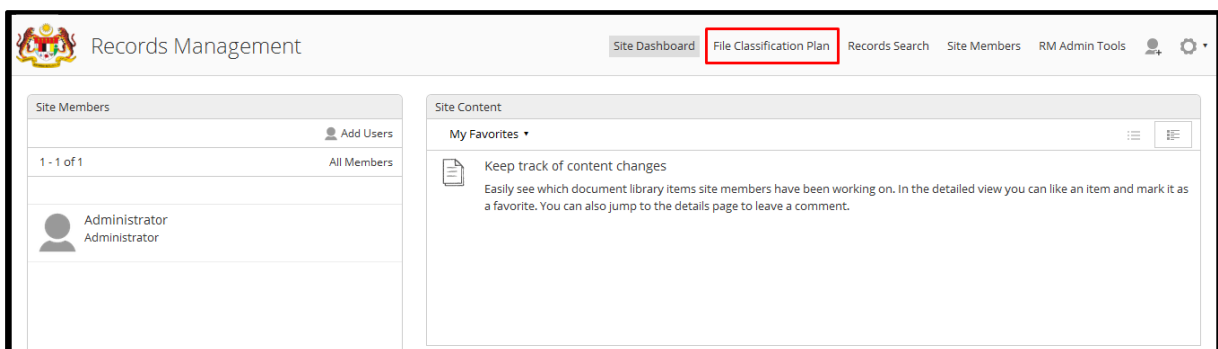 Records Management
Site Dashboard File Classification Plan Records Search Site Members RM Admin Tools
Site Members
Add Users
1 - 1 of 1 All Members
Administrator
Administrator
Site Content
My Favorites
Keep track of content changes
Easily see which document library items site members have been working on. In the detailed view you can like an item and mark it as
a favorite. You can also jump to the details page to leave a comment.